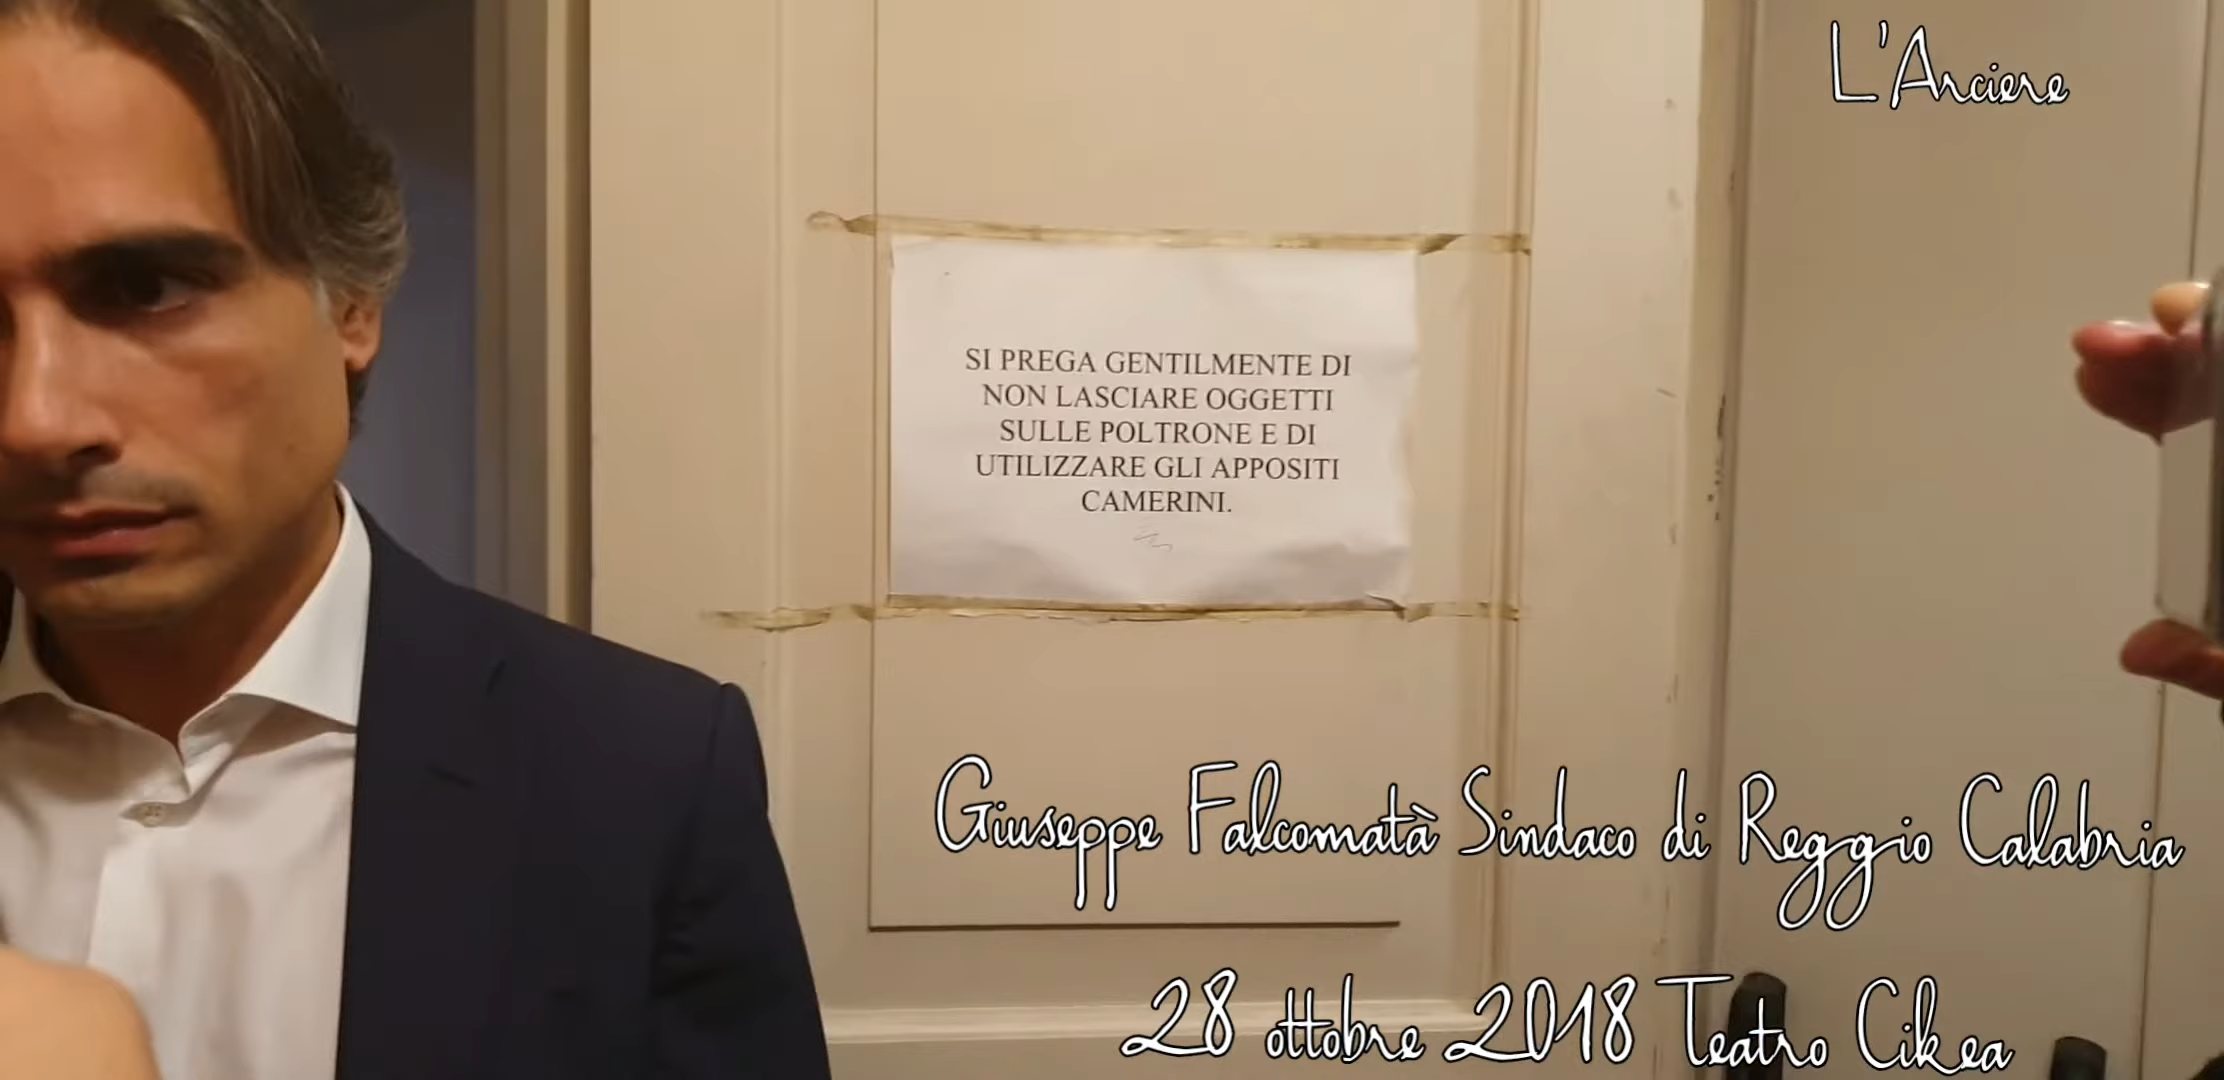 L'Arciere
SI PREGA GENTILMENTE DI
NON LASCIARE OGGETTI
SULLE POLTRONE E DI
UTILIZZARE GLI APPOSITI
CAMERINI.
Giuseppe Falcomatà Sindaco di Reggio Calabria
28 ottobre 2018 Teatro Cikea